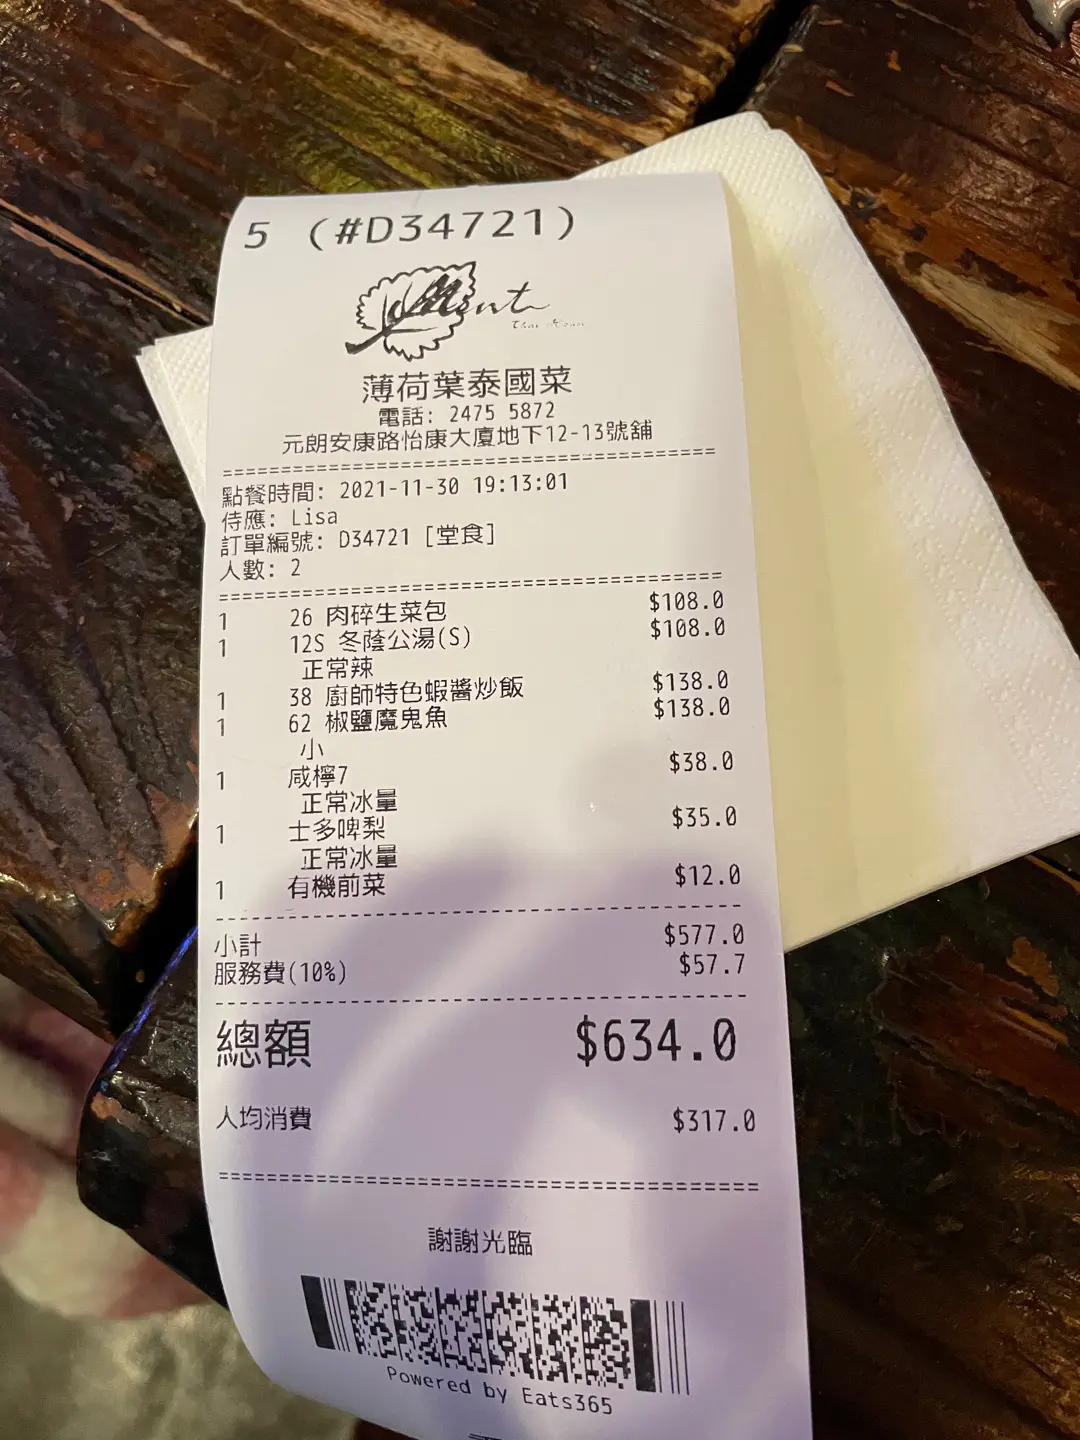 5 (#D34721)
Mint
薄荷葉泰國菜
電話: 2475 5872
元朗安康路怡康大廈地下12-13號舖
點餐時間: 2021-11-30 19:13:01
侍應: Lisa
訂單編號: D34721 [堂食]
人數: 2
1 26 肉碎生菜包 $108.0
1 12S 冬蔭公湯(S) $108.0
正常辣
1 38 廚師特色蝦醬炒飯 $138.0
1 62 椒鹽魔鬼魚 $138.0
小
1 咸檸7 $38.0
正常冰量
1 士多啤梨 $35.0
正常冰量
1 有機前菜 $12.0
小計 $577.0
服務費(10%) $57.7
總額 $634.0
人均消費 $317.0
謝謝光臨
Powered by Eats365